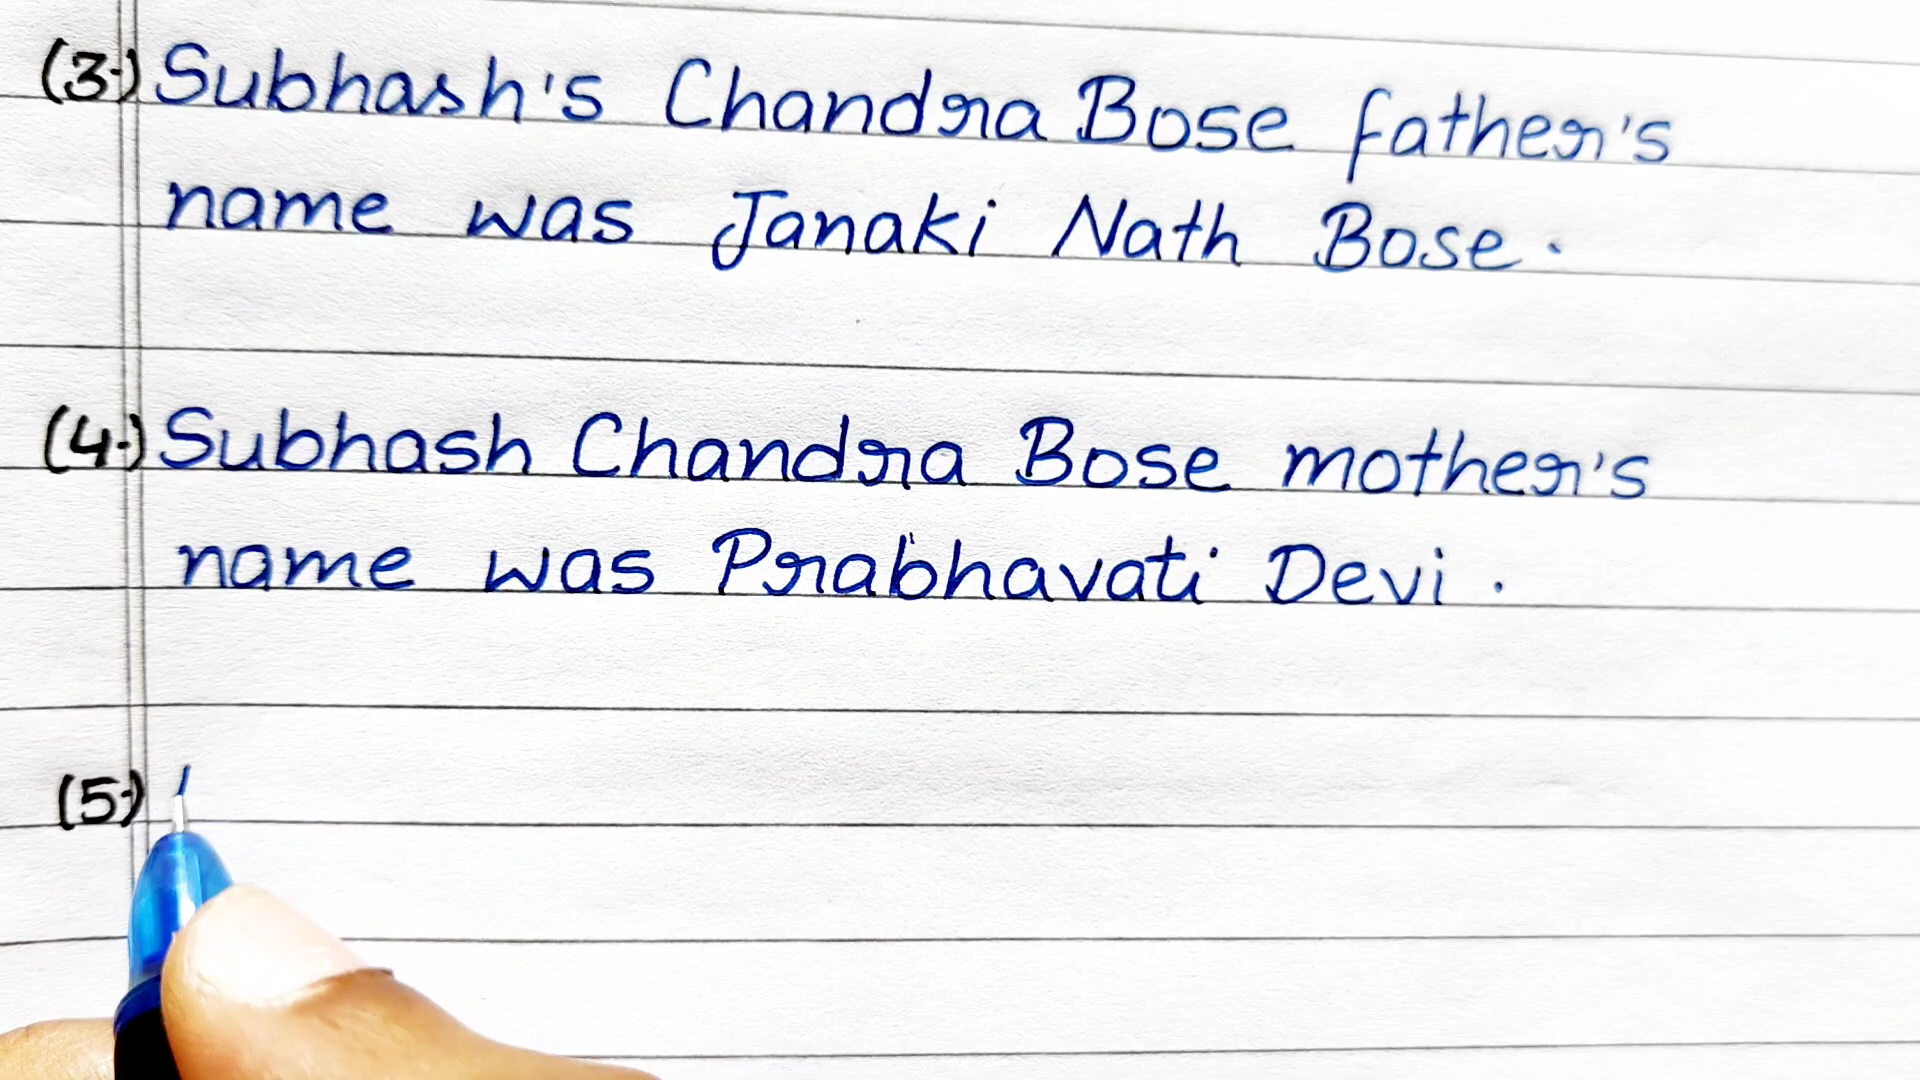 (3.) Subhash's Chandra Bose father's
name was Janaki Nath Bose.
(4.) Subhash Chandra Bose mother's
name was Prabhavati Devi.
(5.)